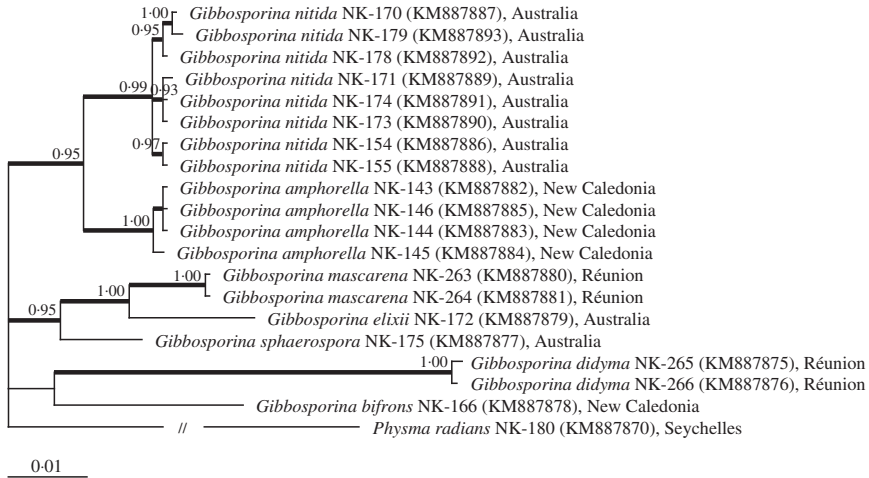 1·00
Gibbosporina nitida NK-170 (KM887887), Australia
0·95
Gibbosporina nitida NK-179 (KM887893), Australia
Gibbosporina nitida NK-178 (KM887892), Australia
Gibbosporina nitida NK-171 (KM887889), Australia
0·99
0·93
Gibbosporina nitida NK-174 (KM887891), Australia
Gibbosporina nitida NK-173 (KM887890), Australia
0·97
Gibbosporina nitida NK-154 (KM887886), Australia
0·95
Gibbosporina nitida NK-155 (KM887888), Australia
Gibbosporina amphorella NK-143 (KM887882), New Caledonia
Gibbosporina amphorella NK-146 (KM887885), New Caledonia
1·00
Gibbosporina amphorella NK-144 (KM887883), New Caledonia
Gibbosporina amphorella NK-145 (KM887884), New Caledonia
1·00
Gibbosporina mascarena NK-263 (KM887880), Réunion
1·00
Gibbosporina mascarena NK-264 (KM887881), Réunion
0·95
Gibbosporina elixii NK-172 (KM887879), Australia
Gibbosporina sphaerospora NK-175 (KM887877), Australia
1·00
Gibbosporina didyma NK-265 (KM887875), Réunion
Gibbosporina didyma NK-266 (KM887876), Réunion
Gibbosporina bifrons NK-166 (KM887878), New Caledonia
//
Physma radians NK-180 (KM887870), Seychelles
0·01